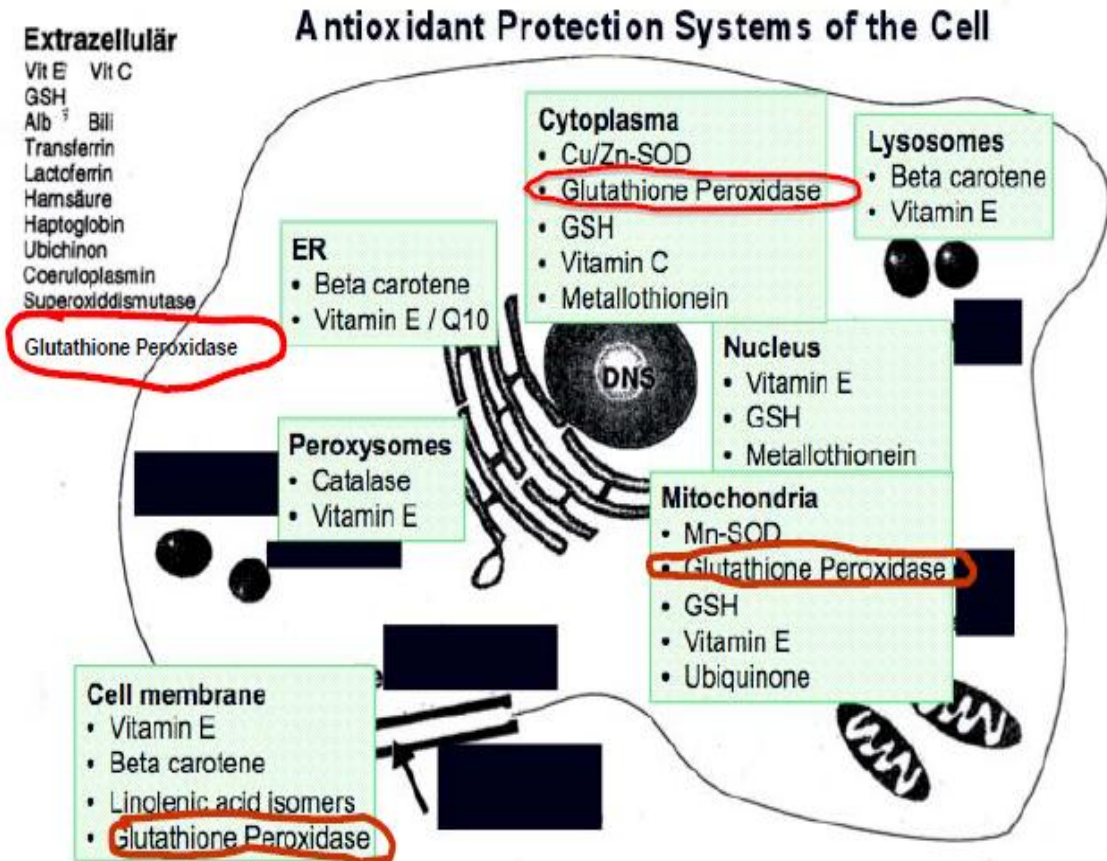 Antioxidant Protection Systems of the Cell
Extrazellulär
Vit E Vit C
GSH
Alb Bili
Transferrin
Lactoferrin
Harnsäure
Haptoglobin
Ubichinon
Coeruloplasmin
Superoxiddismutase
Glutathione Peroxidase
Cytoplasma
• Cu/Zn-SOD
• Glutathione Peroxidase
• GSH
• Vitamin C
• Metallothionein
Lysosomes
• Beta carotene
• Vitamin E
ER
• Beta carotene
• Vitamin E / Q10
DNS
Nucleus
• Vitamin E
• GSH
• Metallothionein
Peroxysomes
• Catalase
• Vitamin E
Mitochondria
• Mn-SOD
• Glutathione Peroxidase
• GSH
• Vitamin E
• Ubiquinone
Cell membrane
• Vitamin E
• Beta carotene
• Linolenic acid isomers
• Glutathione Peroxidase